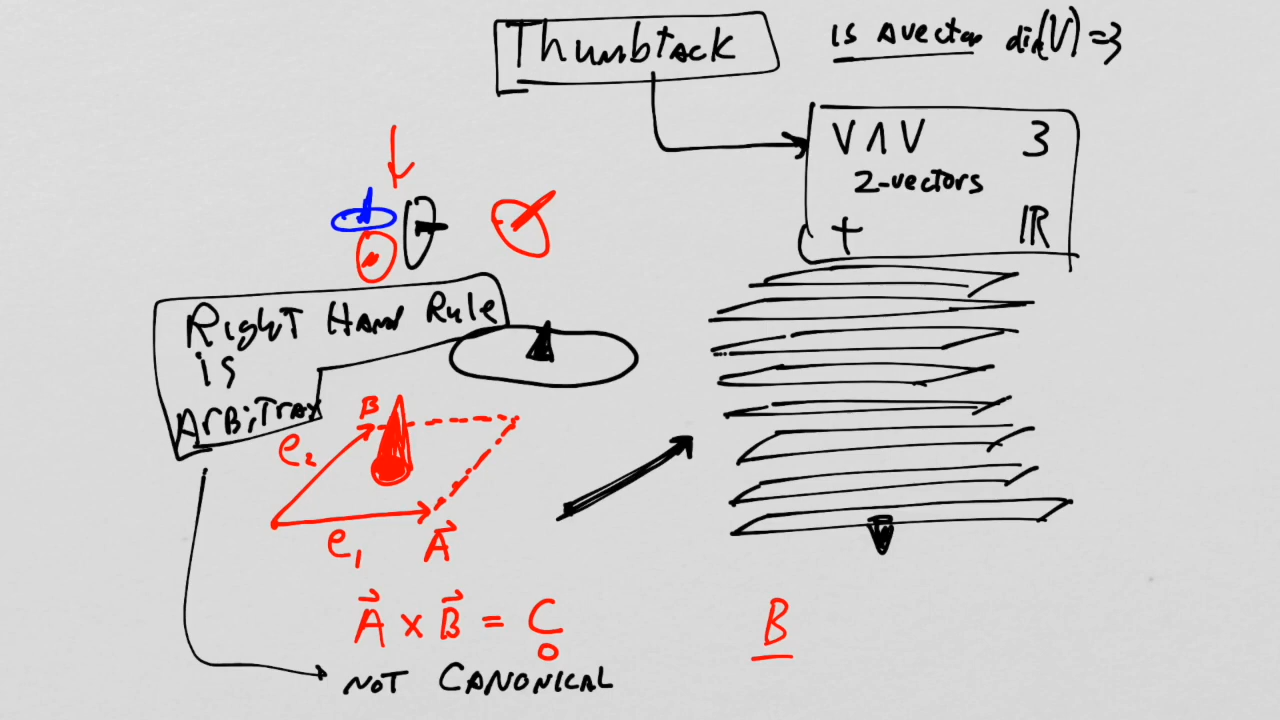 Thumbtack
is a vector dim(V)=3
V∧V 3
2-vectors
+ ℝ
Right Hand Rule
is
Arbitrary
B
e₂
e₁
A⃗
A⃗ × B⃗ = C
B
Not Canonical